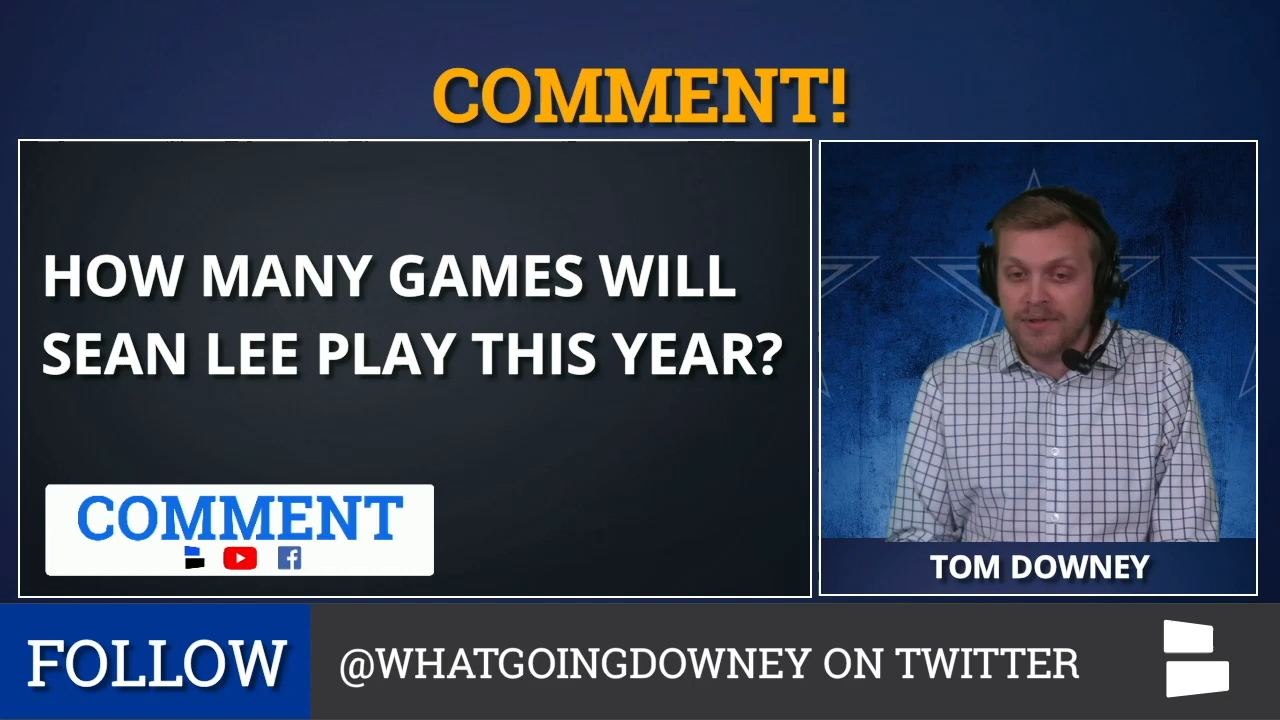 COMMENT!
HOW MANY GAMES WILL
SEAN LEE PLAY THIS YEAR?
COMMENT
TOM DOWNEY
FOLLOW
@WHATGOINGDOWNEY ON TWITTER